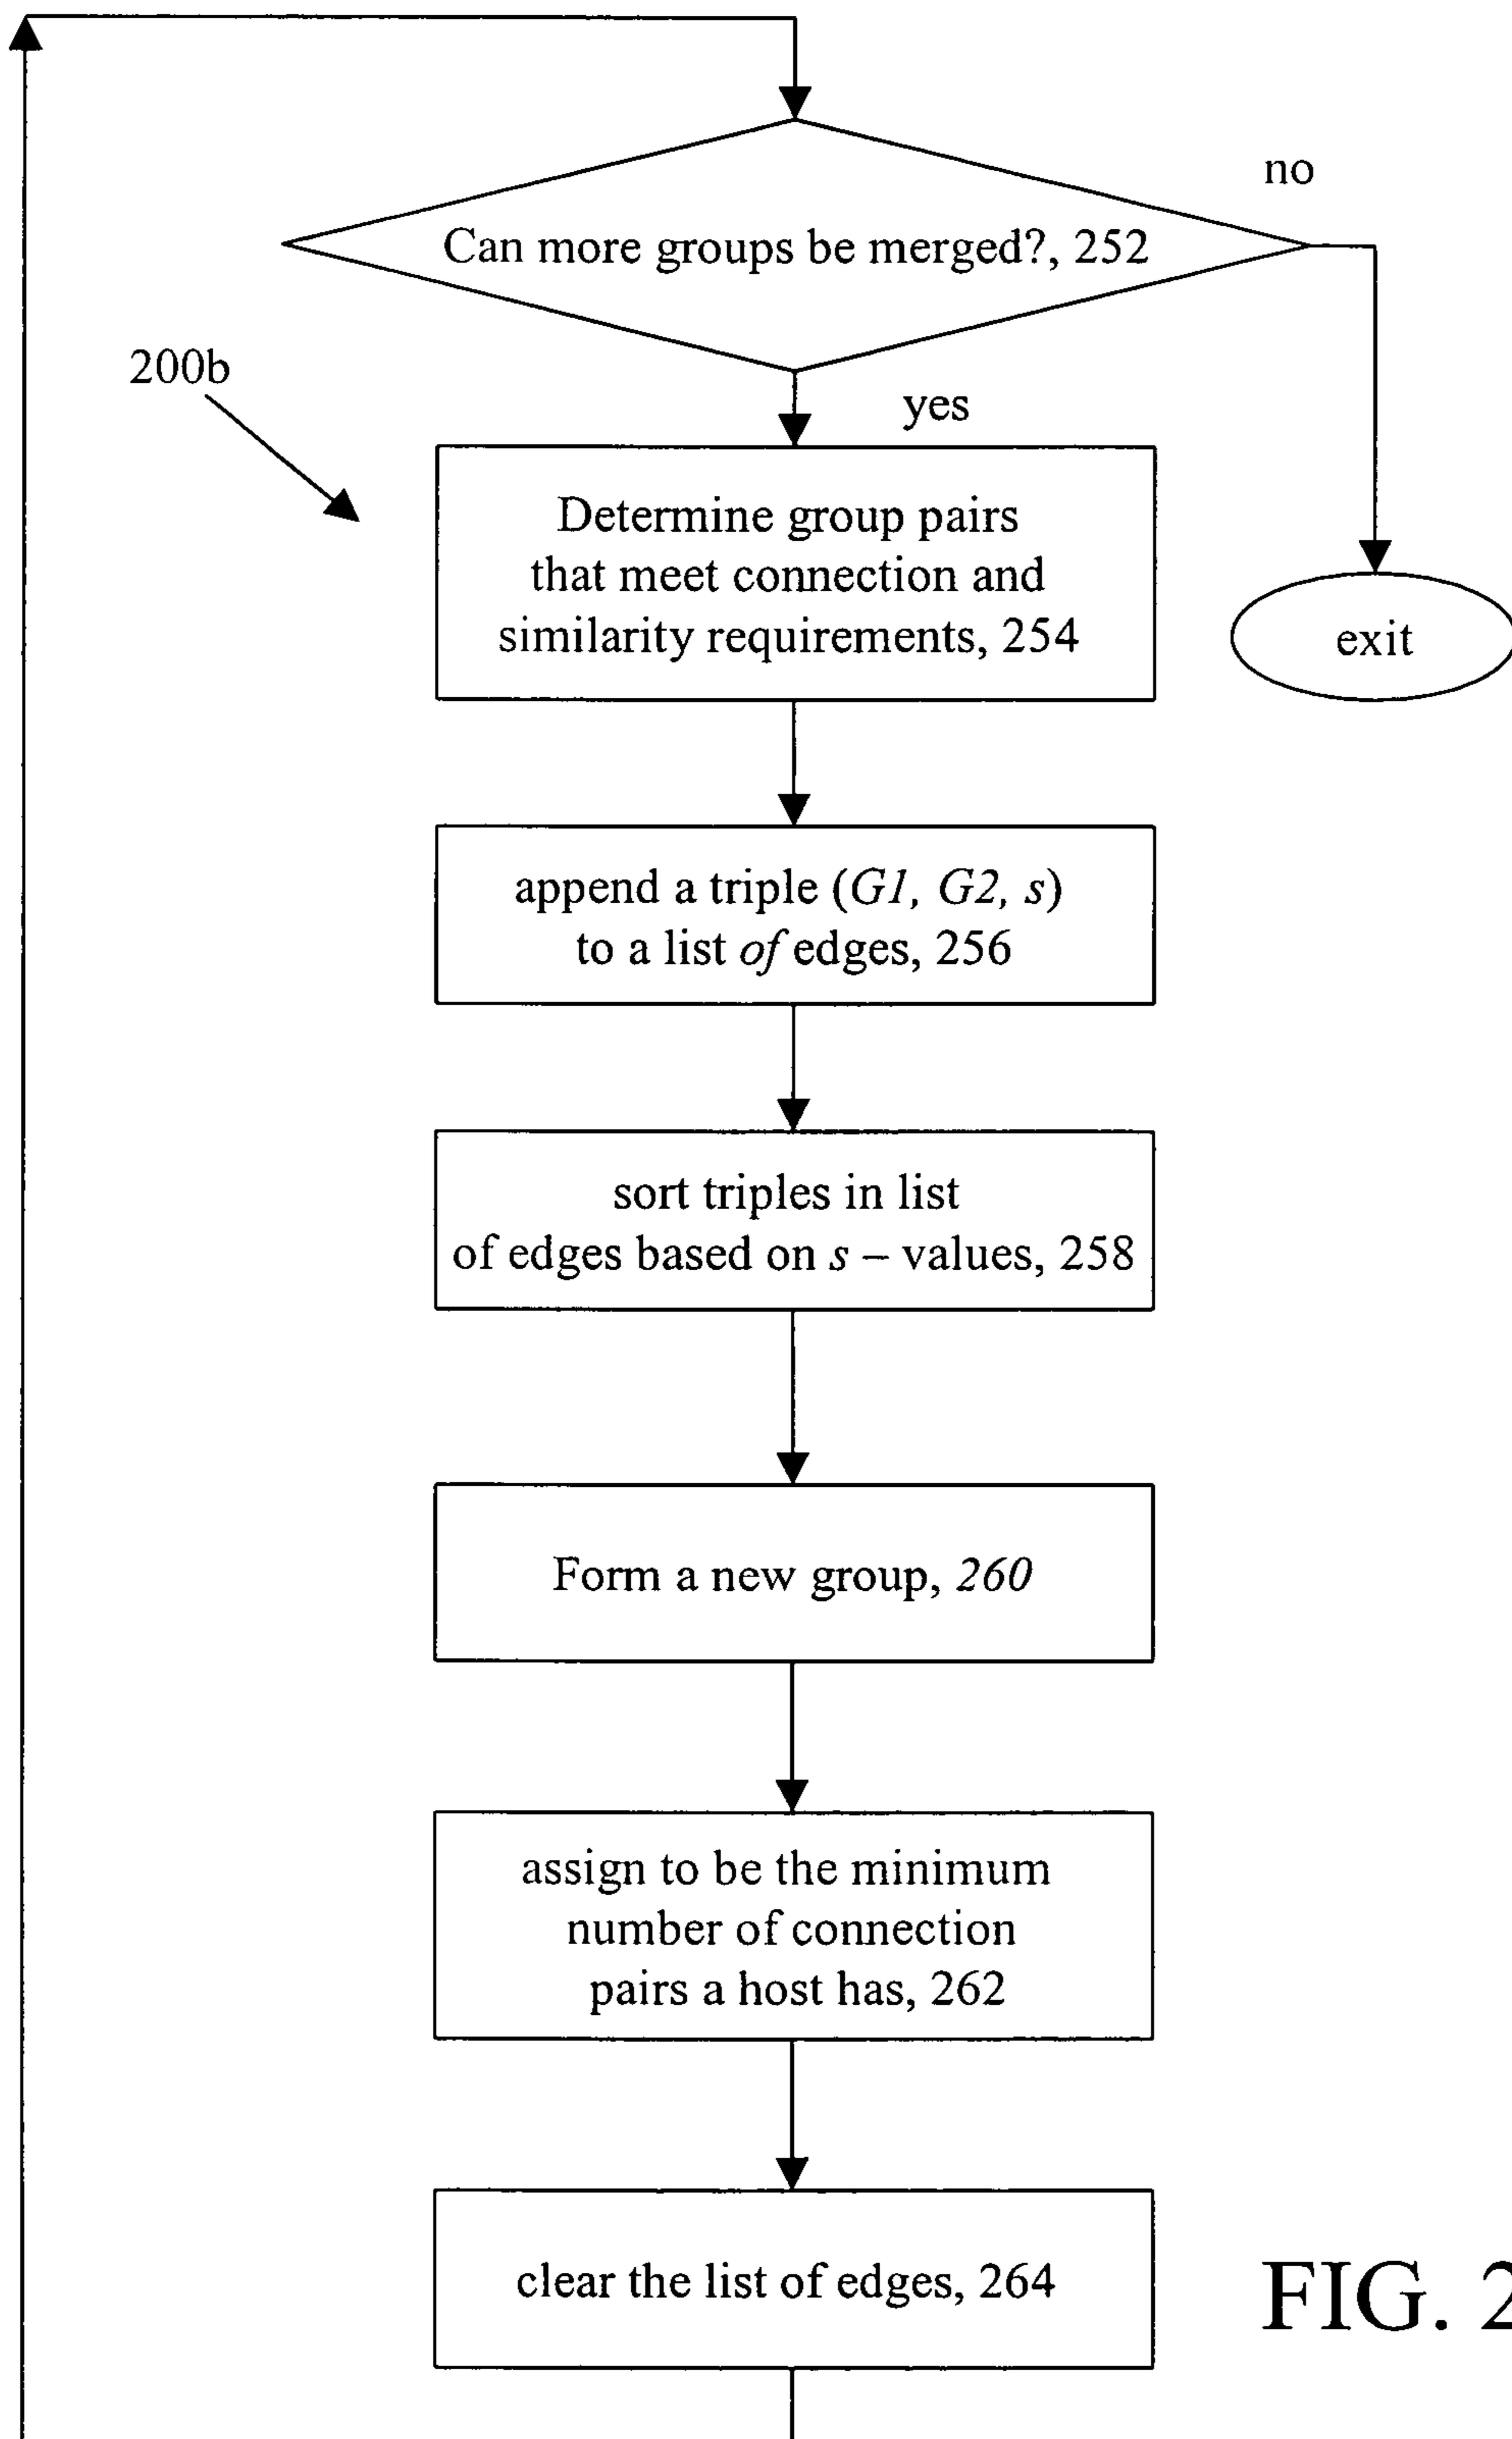 no
Can more groups be merged?, 252
200b
yes
Determine group pairs
that meet connection and
similarity requirements, 254
exit
append a triple (G1, G2, s)
to a list of edges, 256
sort triples in list
of edges based on s – values, 258
Form a new group, 260
assign to be the minimum
number of connection
pairs a host has, 262
clear the list of edges, 264
FIG. 2